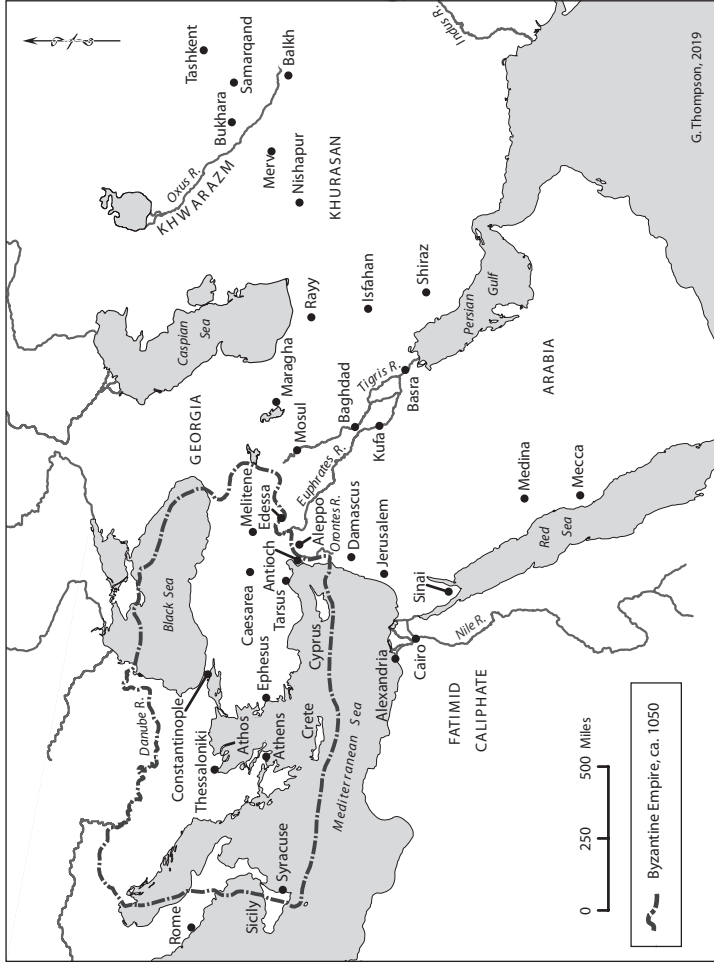 Tashkent
Samarqand
Bukhara
Balkh
Oxus R.
KHWARAZM
Merv
Nishapur
KHURASAN
Indus R.
Caspian
Sea
Rayy
Isfahan
Shiraz
Persian
Gulf
GEORGIA
Maragha
Mosul
Baghdad
Tigris R.
Basra
Kufa
Euphrates R.
ARABIA
Medina
Mecca
Red
Sea
Black Sea
Melitene
Edessa
Caesarea
Antioch
Aleppo
Orontes R.
Tarsus
Damascus
Jerusalem
Sinai
Cyprus
Ephesus
Constantinople
Thessaloniki
Athos
Athens
Crete
Danube R.
Mediterranean Sea
Alexandria
Cairo
Nile R.
FATIMID
CALIPHATE
Rome
Sicily
Syracuse
0 250 500 Miles
Byzantine Empire, ca. 1050
G. Thompson, 2019